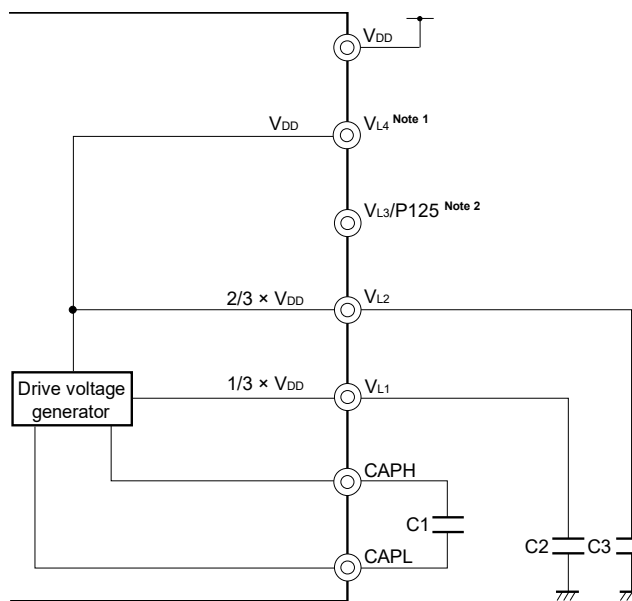 VDD
VDD
VL4 Note 1
VL3/P125 Note 2
2/3 × VDD
VL2
1/3 × VDD
VL1
Drive voltage
generator
CAPH
C1
CAPL
C2
C3